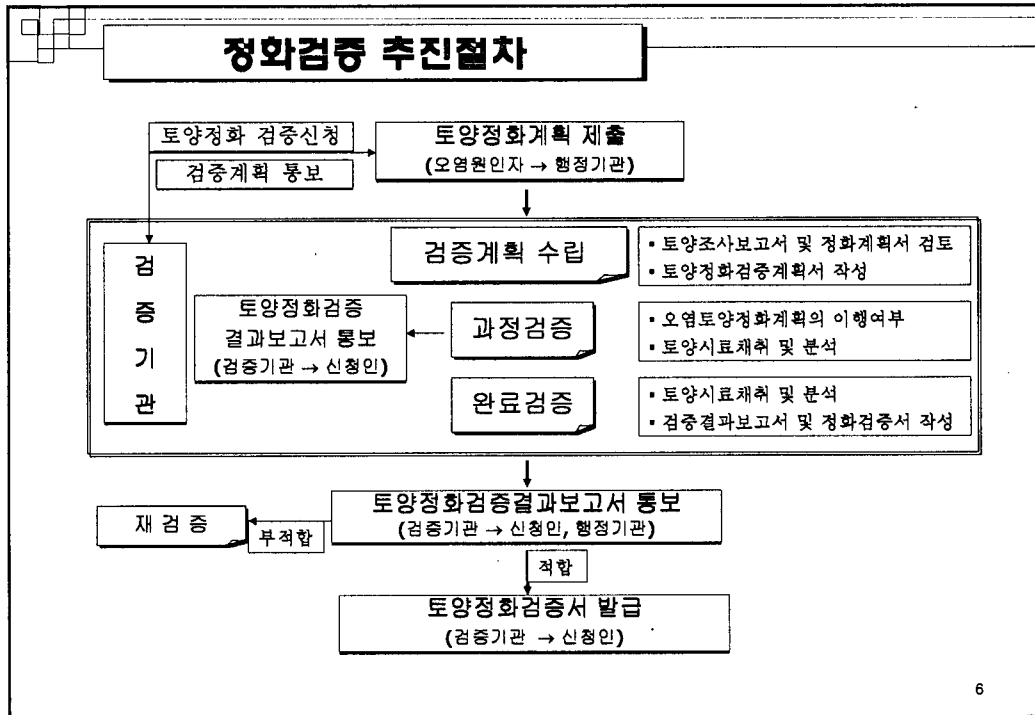 정화검증 추진절차
토양정화 검증신청
검증계획 통보
토양정화계획 제출
(오염원인자 → 행정기관)
검
증
기
관
검증계획 수립
▪ 토양조사보고서 및 정화계획서 검토
▪ 토양정화검증계획서 작성
토양정화검증
결과보고서 통보
(검증기관 → 신청인)
과정검증
▪ 오염토양정화계획의 이행여부
▪ 토양시료채취 및 분석
완료검증
▪ 토양시료채취 및 분석
▪ 검증결과보고서 및 정화검증서 작성
토양정화검증결과보고서 통보
(검증기관 → 신청인, 행정기관)
재 검 증
부적합
적합
토양정화검증서 발급
(검증기관 → 신청인)
6